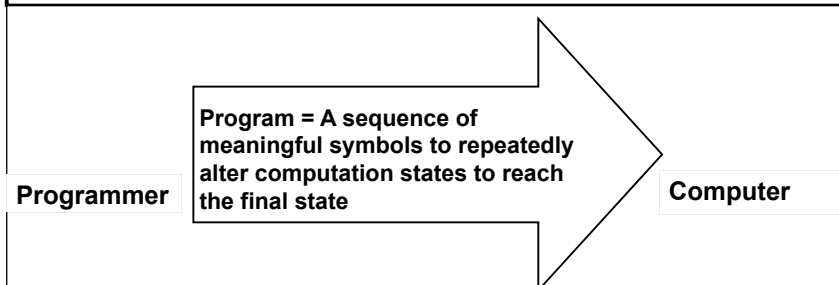 Programmer
Program = A sequence of
meaningful symbols to repeatedly
alter computation states to reach
the final state
Computer